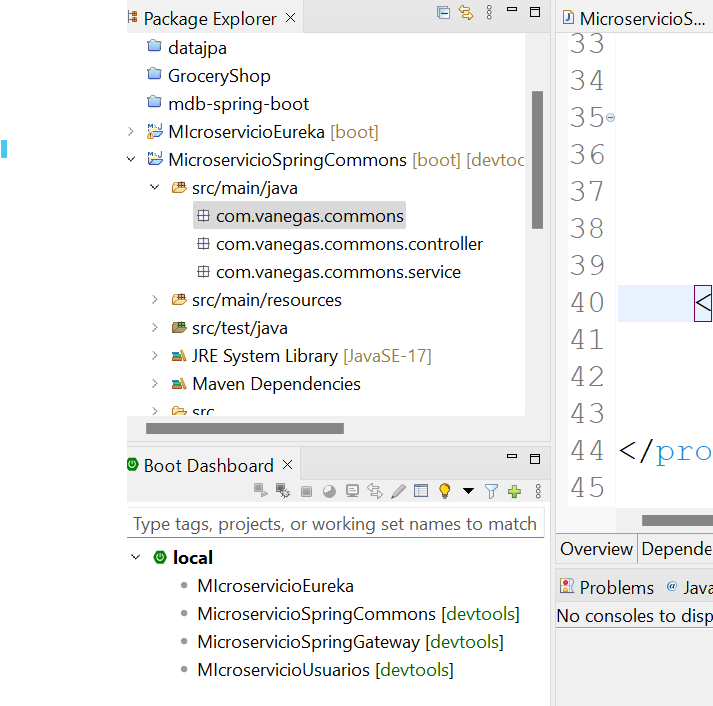 Package Explorer
datajpa
GroceryShop
mdb-spring-boot
MIcroservicioEureka [boot]
MicroservicioSpringCommons [boot] [devtoo
src/main/java
com.vanegas.commons
com.vanegas.commons.controller
com.vanegas.commons.service
src/main/resources
src/test/java
JRE System Library [JavaSE-17]
Maven Dependencies
src
Boot Dashboard
Type tags, projects, or working set names to match
local
MIcroservicioEureka
MicroservicioSpringCommons [devtools]
MicroservicioSpringGateway [devtools]
MIcroservicioUsuarios [devtools]
MicroservicioS...
33
34
35
36
37
38
39
40 <
41
42
43
44 </pro
45
Overview Depende
Problems @ Java
No consoles to disp